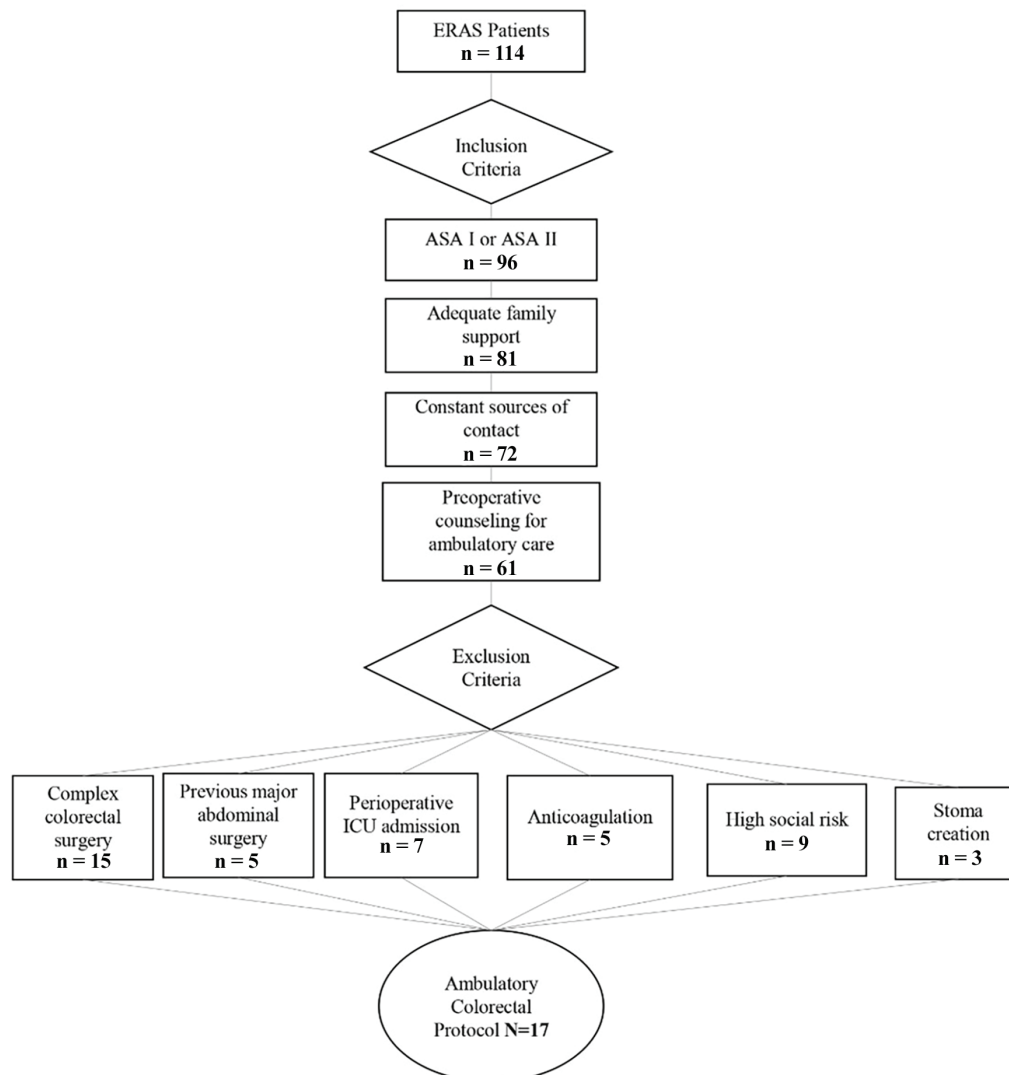 ERAS Patients
n = 114
Inclusion
Criteria
ASA I or ASA II
n = 96
Adequate family
support
n = 81
Constant sources of
contact
n = 72
Preoperative
counseling for
ambulatory care
n = 61
Exclusion
Criteria
Complex
colorectal
surgery
n = 15
Previous major
abdominal
surgery
n = 5
Perioperative
ICU admission
n = 7
Anticoagulation
n = 5
High social risk
n = 9
Stoma
creation
n = 3
Ambulatory
Colorectal
Protocol N=17